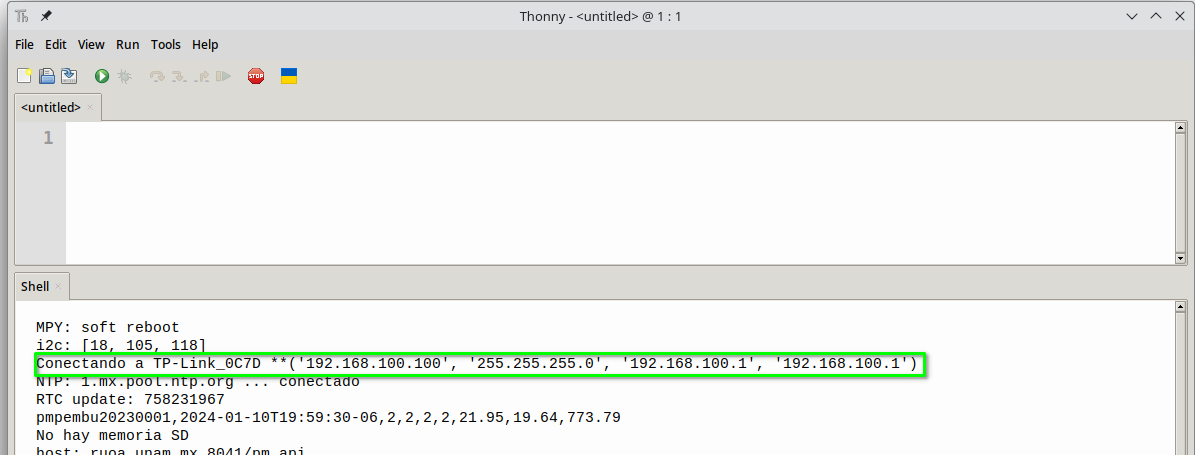 Th Thonny - <untitled> @ 1 : 1
File Edit View Run Tools Help
STOP
<untitled> ×
1
Shell ×
MPY: soft reboot
i2c: [18, 105, 118]
Conectando a TP-Link_0C7D **('192.168.100.100', '255.255.255.0', '192.168.100.1', '192.168.100.1')
NTP: 1.mx.pool.ntp.org ... conectado
RTC update: 758231967
pmpembu20230001,2024-01-10T19:59:30-06,2,2,2,2,21.95,19.64,773.79
No hay memoria SD
host: ruoa.unam.mx 8041/pm_api